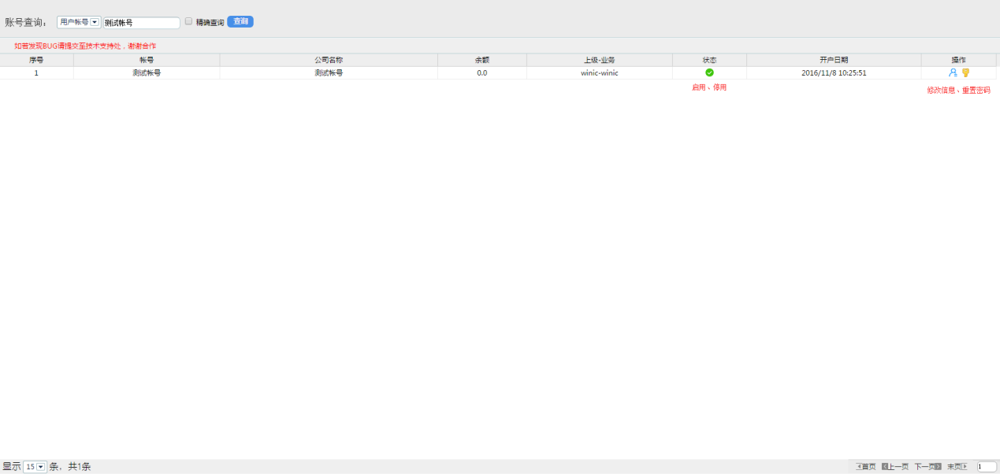 账号查询： 用户帐号 测试帐号 精确查询 查询
如若发现BUG请提交至技术支持处，谢谢合作
序号 帐号 公司名称 余额 上级-业务 状态 开户日期 操作
1 测试帐号 测试帐号 0.0 winic-winic 2016/11/8 10:25:51
启用、停用 修改信息、重置密码
显示 15 条，共1条 首页 上一页 下一页 末页 1